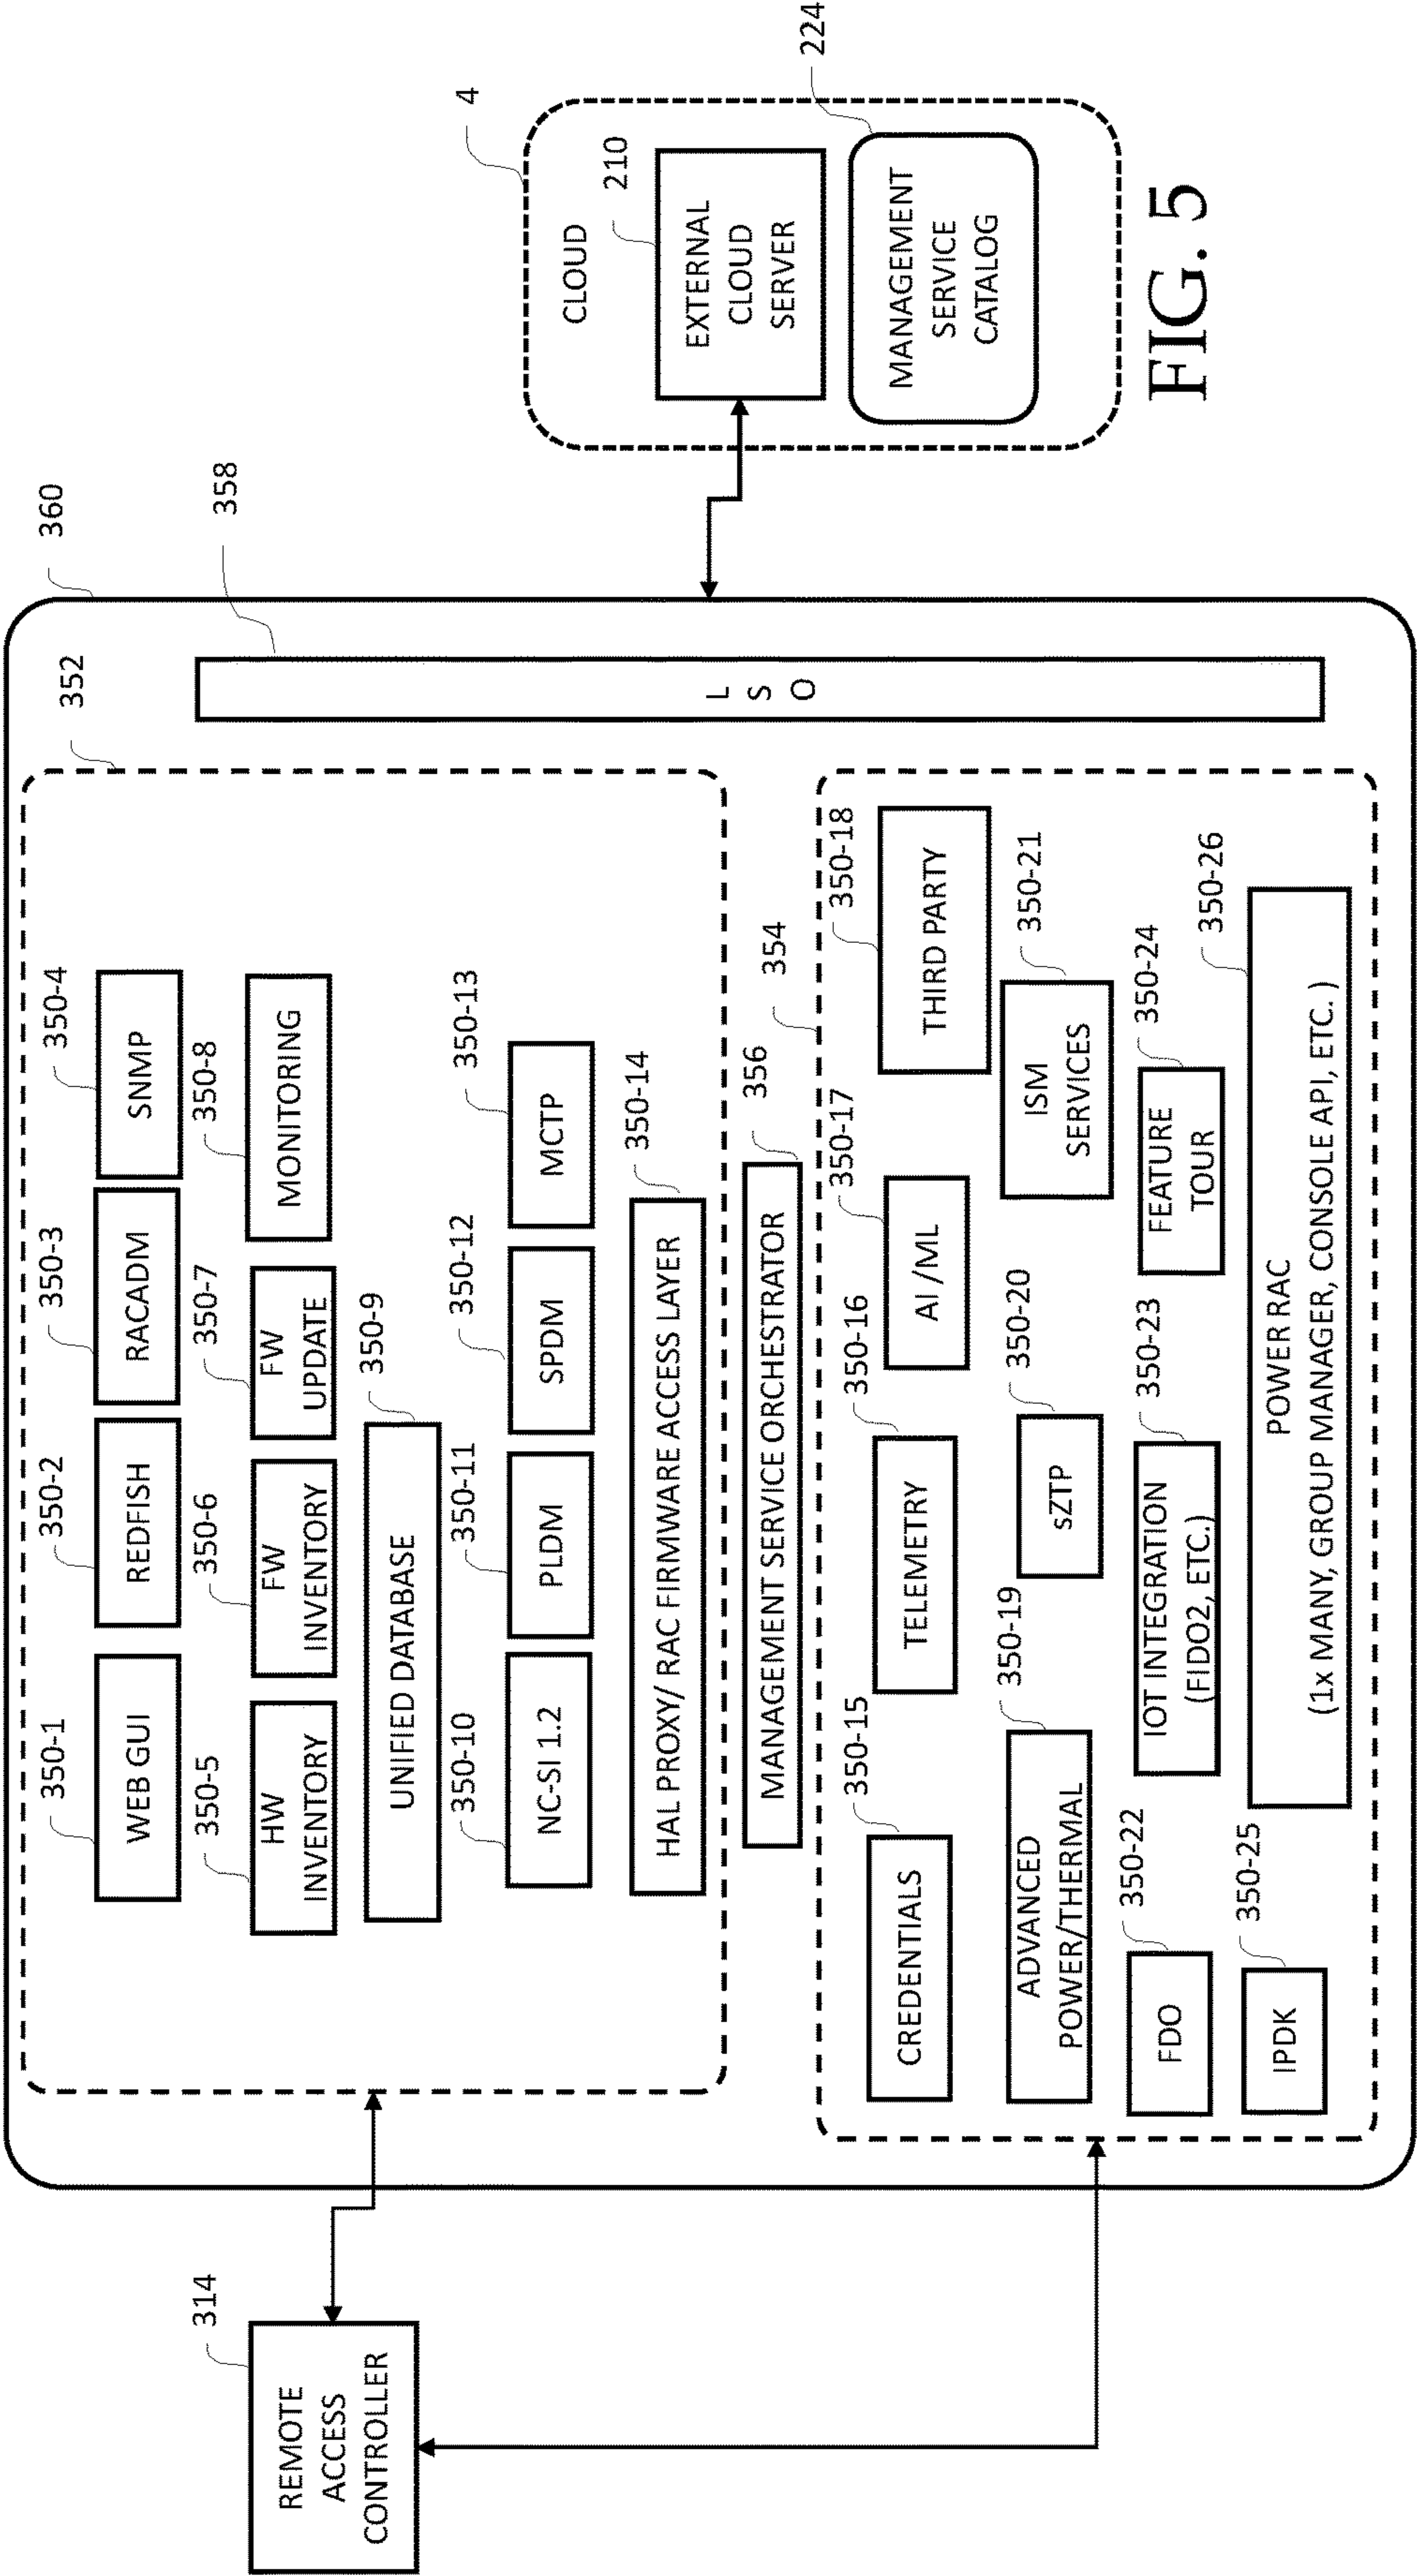 314
REMOTE
ACCESS
CONTROLLER
360
352
350-1
WEB GUI
350-2
REDFISH
350-3
RACADM
350-4
SNMP
350-5
HW
INVENTORY
350-6
FW
INVENTORY
350-7
FW
UPDATE
350-8
MONITORING
350-9
UNIFIED DATABASE
350-10
NC-SI 1.2
350-11
PLDM
350-12
SPDM
350-13
MCTP
350-14
HAL PROXY/ RAC FIRMWARE ACCESS LAYER
356
MANAGEMENT SERVICE ORCHESTRATOR
354
350-15
CREDENTIALS
350-16
TELEMETRY
350-17
AI /ML
350-18
THIRD PARTY
350-19
ADVANCED
POWER/THERMAL
350-20
sZTP
350-21
ISM
SERVICES
350-22
FDO
350-23
IOT INTEGRATION
(FIDO2, ETC.)
350-24
FEATURE
TOUR
350-25
IPDK
350-26
POWER RAC
(1x MANY, GROUP MANAGER, CONSOLE API, ETC. )
358
L
S
O
4
CLOUD
210
EXTERNAL
CLOUD
SERVER
224
MANAGEMENT
SERVICE
CATALOG
FIG. 5